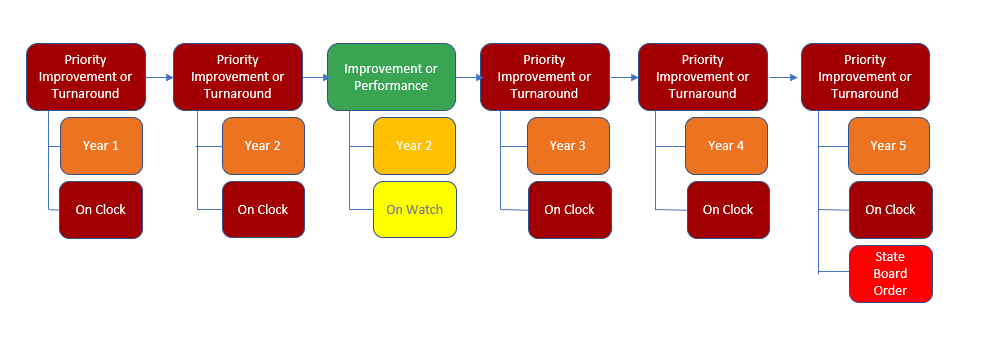 Priority
Improvement or
Turnaround
Priority
Improvement or
Turnaround
Improvement or
Performance
Priority
Improvement or
Turnaround
Priority
Improvement or
Turnaround
Priority
Improvement or
Turnaround
Year 1
Year 2
Year 2
Year 3
Year 4
Year 5
On Clock
On Clock
On Watch
On Clock
On Clock
On Clock
State
Board
Order